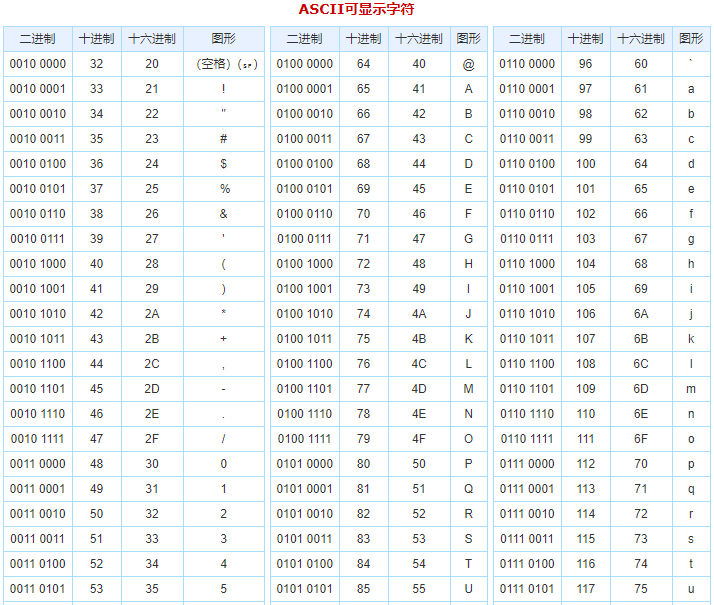 ASCII可显示字符
二进制 十进制 十六进制 图形 二进制 十进制 十六进制 图形 二进制 十进制 十六进制 图形
0010 0000 32 20 (空格) (␠) 0100 0000 64 40 @ 0110 0000 96 60 `
0010 0001 33 21 ! 0100 0001 65 41 A 0110 0001 97 61 a
0010 0010 34 22 " 0100 0010 66 42 B 0110 0010 98 62 b
0010 0011 35 23 # 0100 0011 67 43 C 0110 0011 99 63 c
0010 0100 36 24 $ 0100 0100 68 44 D 0110 0100 100 64 d
0010 0101 37 25 % 0100 0101 69 45 E 0110 0101 101 65 e
0010 0110 38 26 & 0100 0110 70 46 F 0110 0110 102 66 f
0010 0111 39 27 ' 0100 0111 71 47 G 0110 0111 103 67 g
0010 1000 40 28 ( 0100 1000 72 48 H 0110 1000 104 68 h
0010 1001 41 29 ) 0100 1001 73 49 I 0110 1001 105 69 i
0010 1010 42 2A * 0100 1010 74 4A J 0110 1010 106 6A j
0010 1011 43 2B + 0100 1011 75 4B K 0110 1011 107 6B k
0010 1100 44 2C , 0100 1100 76 4C L 0110 1100 108 6C l
0010 1101 45 2D - 0100 1101 77 4D M 0110 1101 109 6D m
0010 1110 46 2E . 0100 1110 78 4E N 0110 1110 110 6E n
0010 1111 47 2F / 0100 1111 79 4F O 0110 1111 111 6F o
0011 0000 48 30 0 0101 0000 80 50 P 0111 0000 112 70 p
0011 0001 49 31 1 0101 0001 81 51 Q 0111 0001 113 71 q
0011 0010 50 32 2 0101 0010 82 52 R 0111 0010 114 72 r
0011 0011 51 33 3 0101 0011 83 53 S 0111 0011 115 73 s
0011 0100 52 34 4 0101 0100 84 54 T 0111 0100 116 74 t
0011 0101 53 35 5 0101 0101 85 55 U 0111 0101 117 75 u